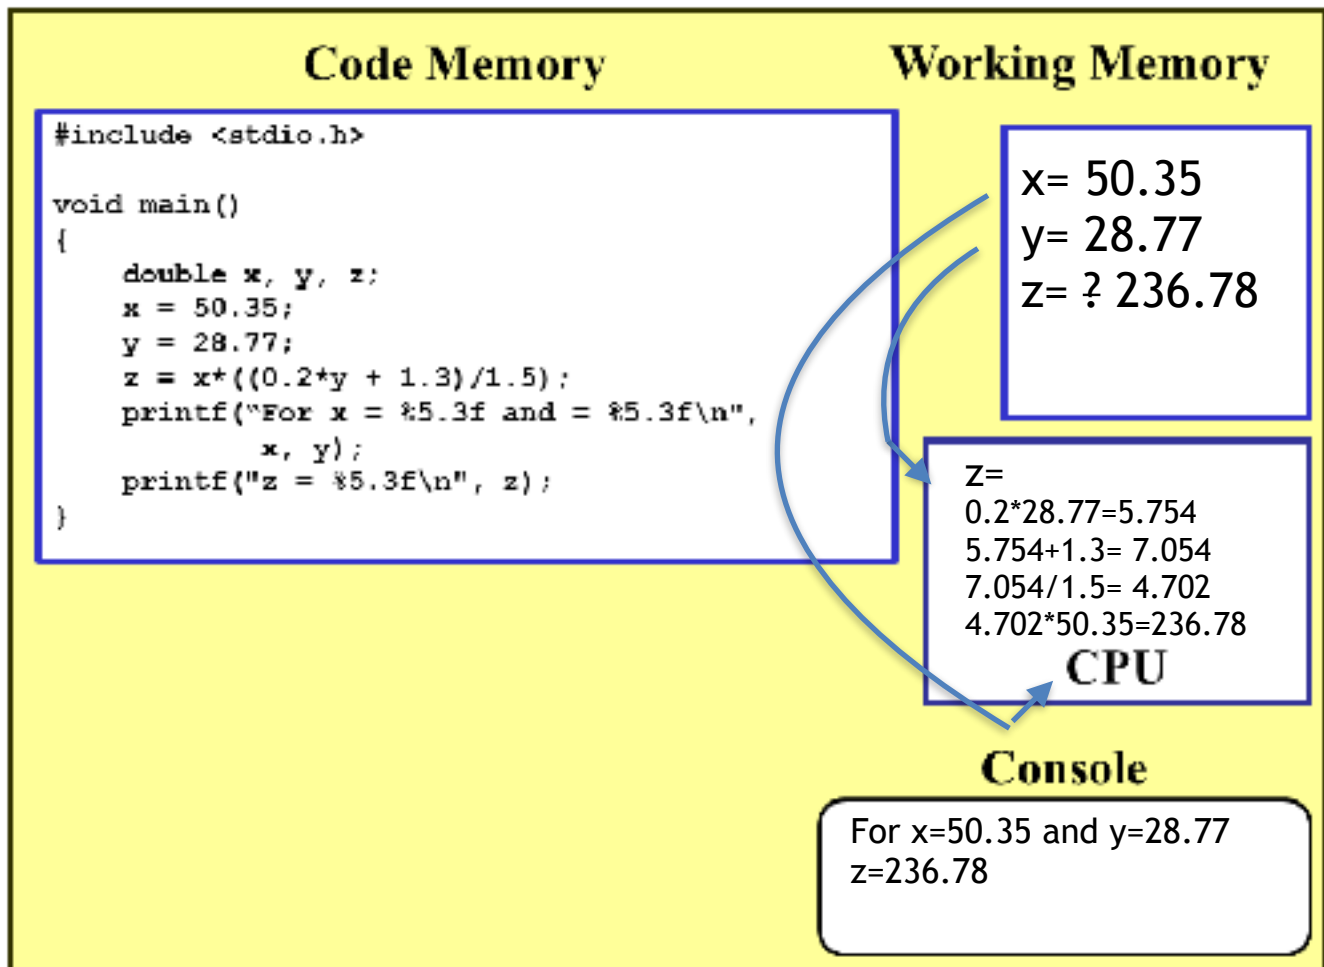 Code Memory
#include <stdio.h>
void main()
{
double x, y, z;
x = 50.35;
y = 28.77;
z = x*((0.2*y + 1.3)/1.5);
printf("For x = %5.3f and = %5.3f\n",
x, y);
printf("z = %5.3f\n", z);
}
Working Memory
x= 50.35
y= 28.77
z= ? 236.78
z=
0.2*28.77=5.754
5.754+1.3= 7.054
7.054/1.5= 4.702
4.702*50.35=236.78
CPU
Console
For x=50.35 and y=28.77
z=236.78